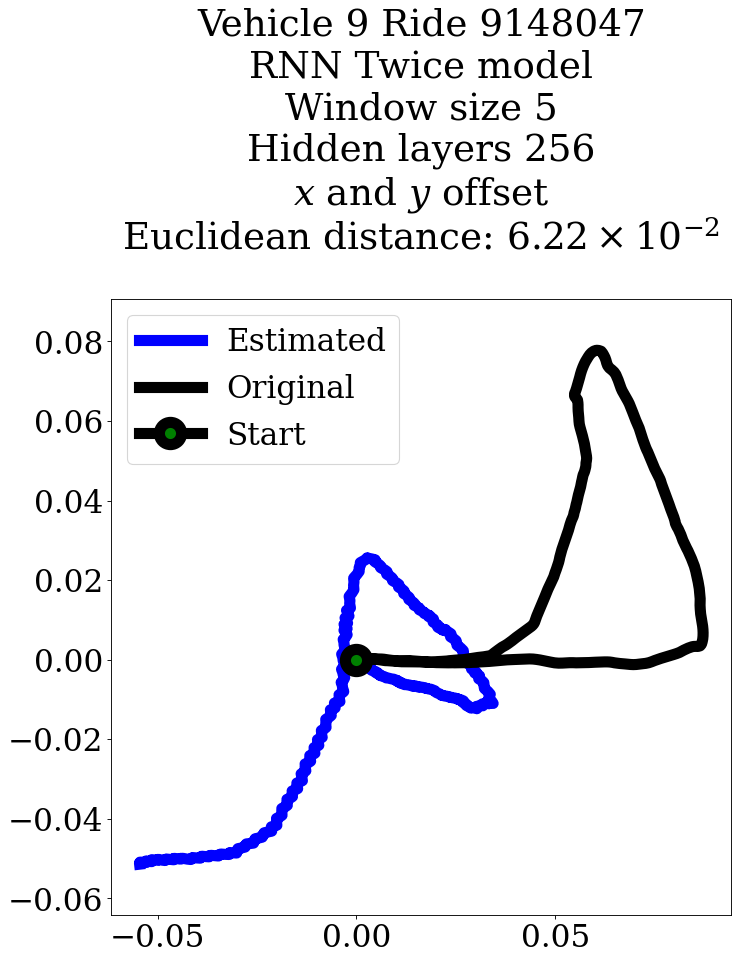 Vehicle 9 Ride 9148047
RNN Twice model
Window size 5
Hidden layers 256
x and y offset
Euclidean distance: 6.22 × 10⁻²
Estimated
Original
Start
0.08
0.06
0.04
0.02
0.00
−0.02
−0.04
−0.06
−0.05 0.00 0.05